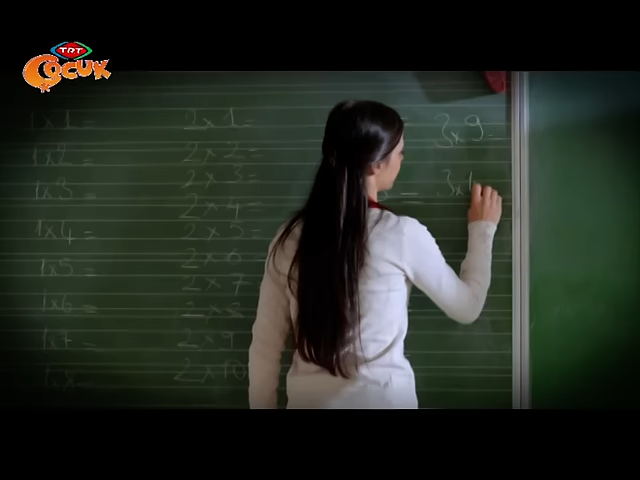 TRT
ÇOCUK
1x1=
1x2=
1x3=
1x4=
1x5=
1x6=
1x7=
2x1=
2x2=
2x3=
2x4=
2x5=
2x6=
2x7=
2x9
2x10
3x9=
3x1